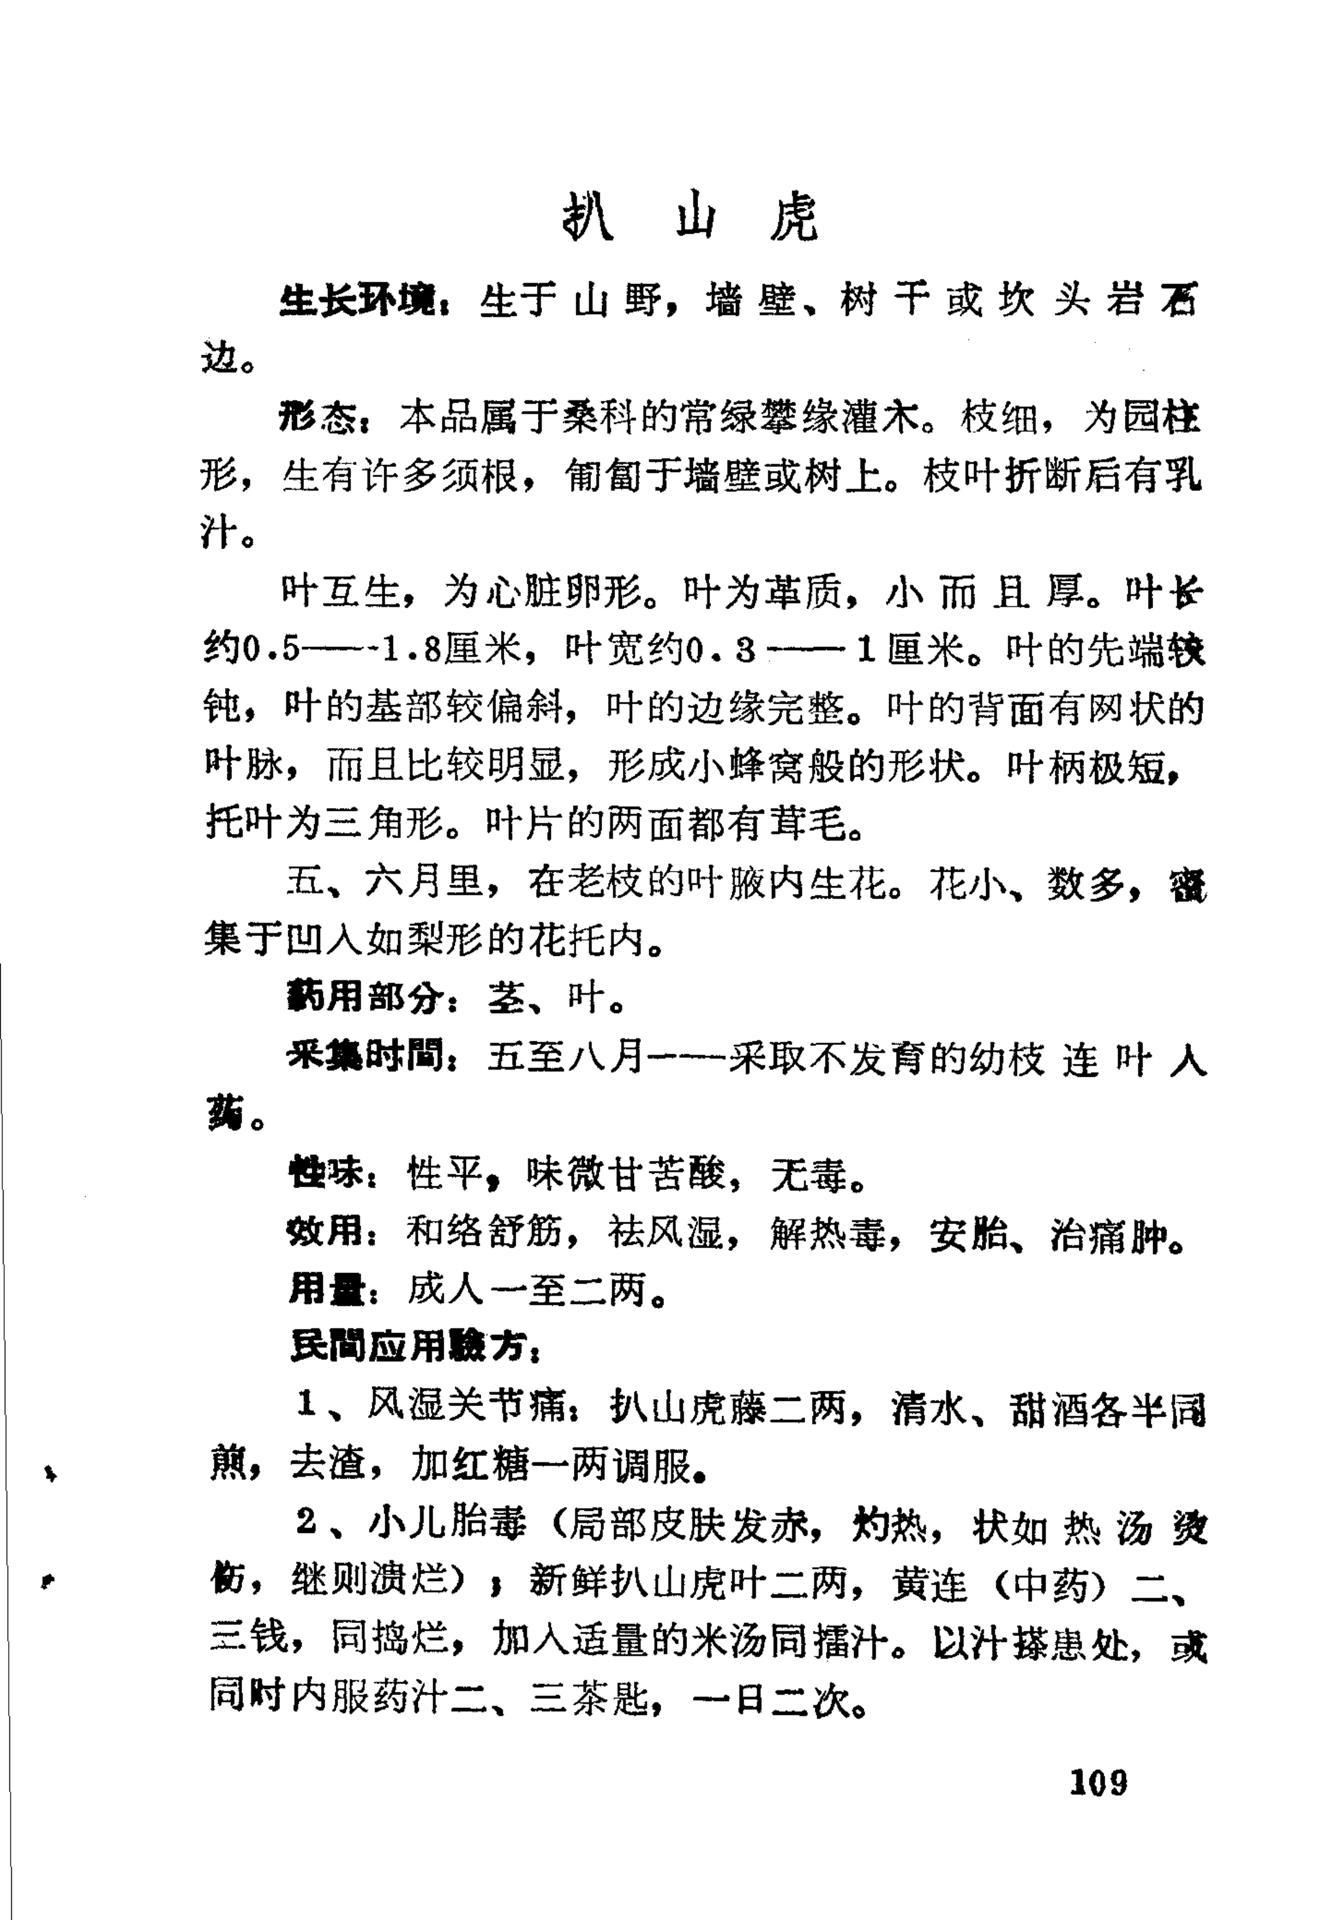 扒山虎
生长环境：生于山野，墙壁、树干或坎头岩石
边。
形态：本品属于桑科的常绿攀缘灌木。枝细，为园柱
形，生有许多须根，匍匐于墙壁或树上。枝叶折断后有乳
汁。
叶互生，为心脏卵形。叶为革质，小而且厚。叶长
约0.5——1.8厘米，叶宽约0.3——1厘米。叶的先端较
钝，叶的基部较偏斜，叶的边缘完整。叶的背面有网状的
叶脉，而且比较明显，形成小蜂窝般的形状。叶柄极短，
托叶为三角形。叶片的两面都有茸毛。
五、六月里，在老枝的叶腋内生花。花小、数多，密
集于凹入如梨形的花托内。
药用部分：茎、叶。
采集时間：五至八月——采取不发育的幼枝连叶人
药。
性味：性平，味微甘苦酸，无毒。
效用：和络舒筋，祛风湿，解热毒，安胎、治痛肿。
用量：成人一至二两。
民間应用驗方：
1、风湿关节痛：扒山虎藤二两，清水、甜酒各半同
煎，去渣，加红糖一两调服。
2、小儿胎毒（局部皮肤发赤，灼热，状如热汤烫
伤，继则溃烂）；新鲜扒山虎叶二两，黄连（中药）二、
三钱，同捣烂，加入适量的米汤同擂汁。以汁搽患处，或
同时内服药汁二、三茶匙，一日二次。
109